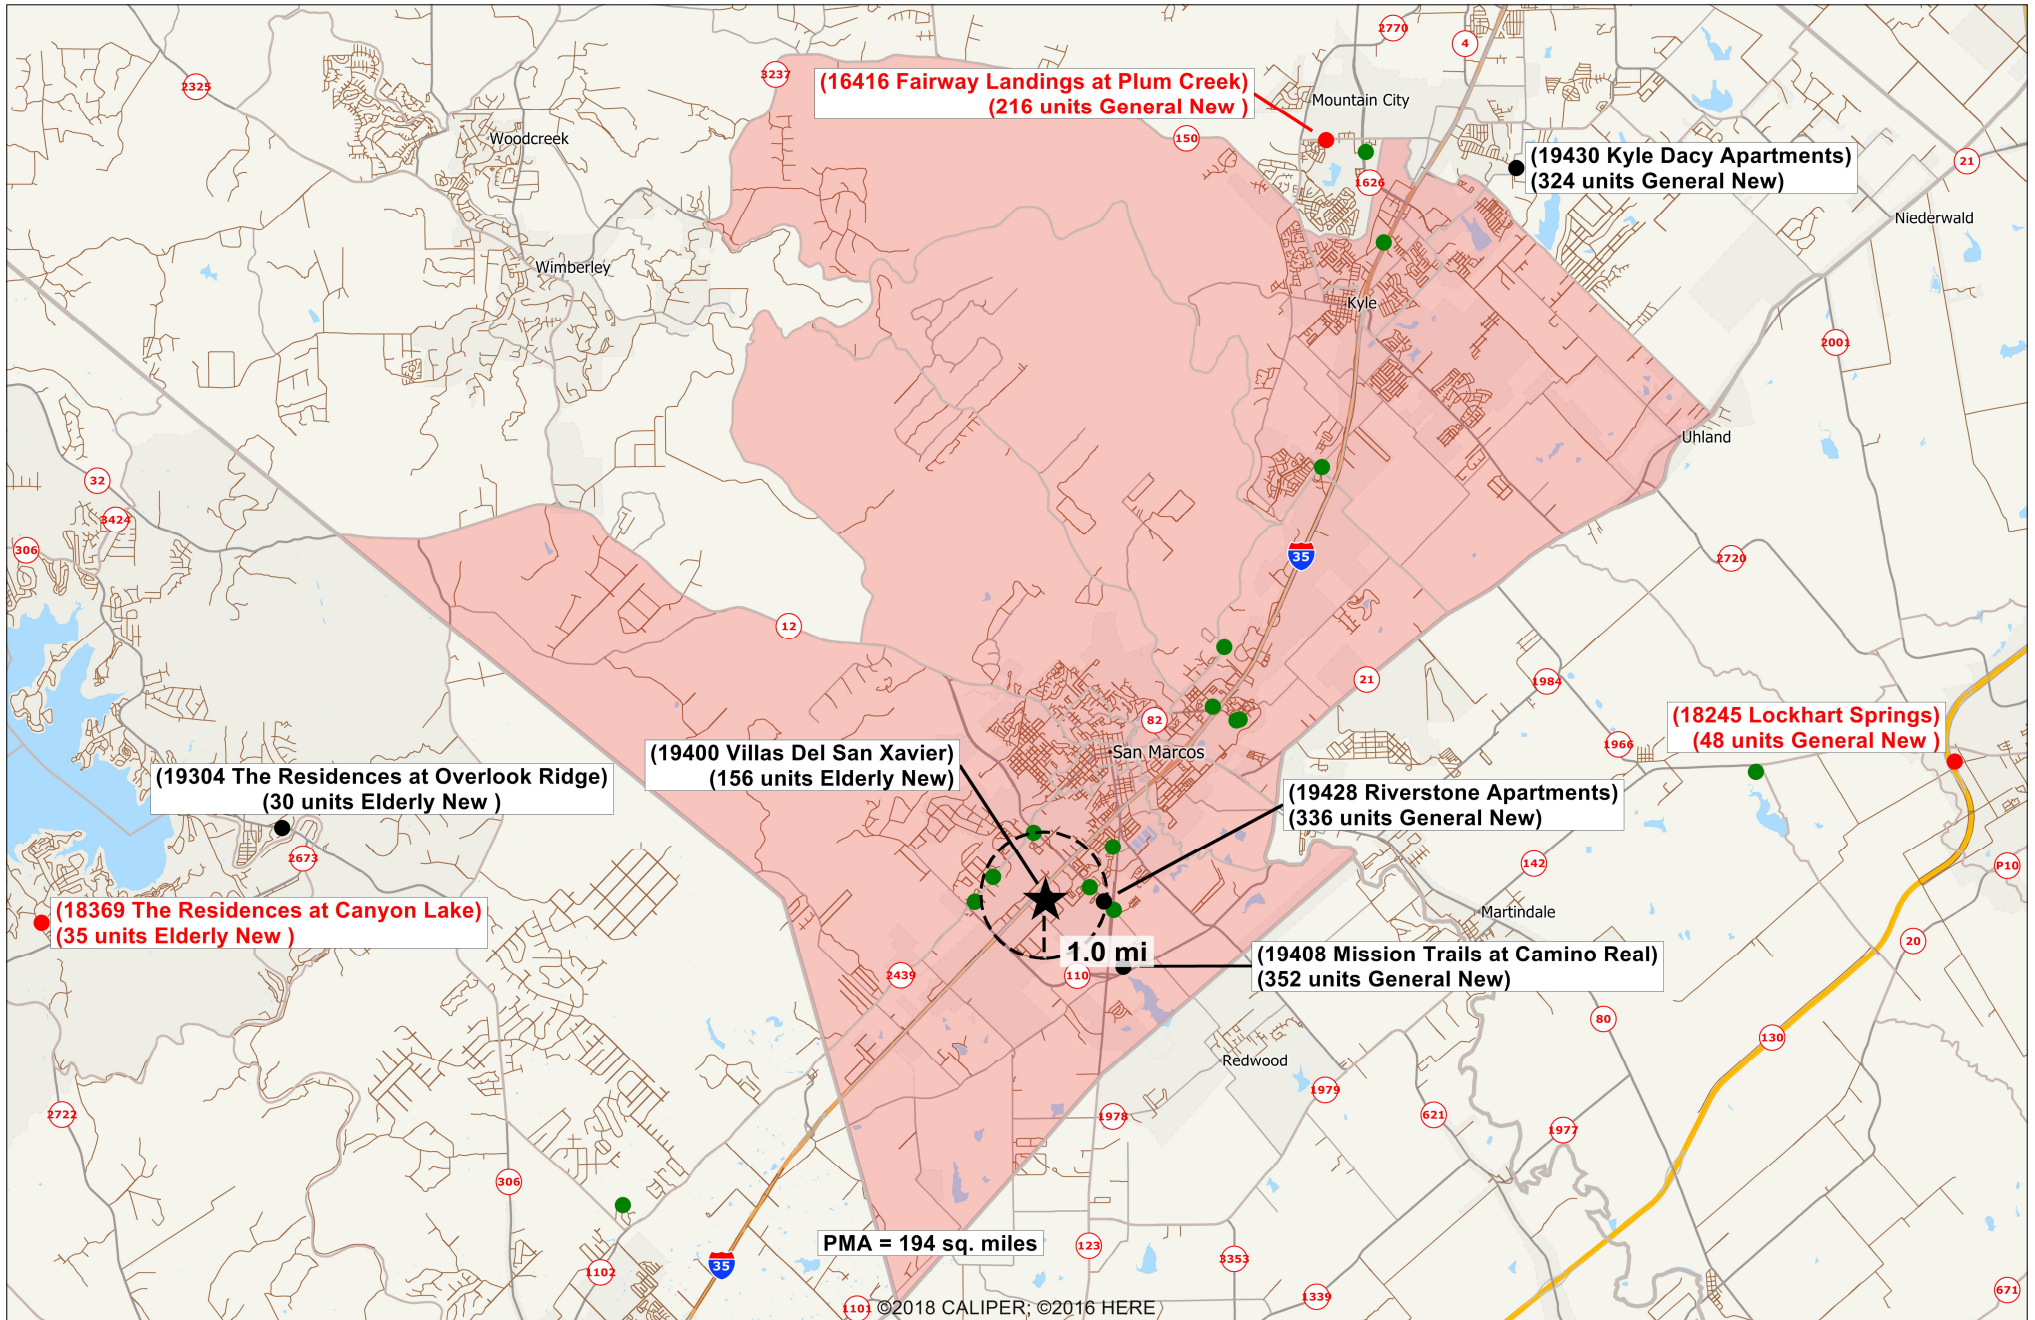 2770
4
3237
2325
(16416 Fairway Landings at Plum Creek)
(216 units General New )
Mountain City
150
Woodcreek
(19430 Kyle Dacy Apartments)
(324 units General New)
21
1626
Niederwald
Wimberley
Kyle
2001
Uhland
32
3424
306
35
2720
12
21
1984
82
(18245 Lockhart Springs)
(48 units General New )
1966
San Marcos
(19400 Villas Del San Xavier)
(156 units Elderly New)
(19304 The Residences at Overlook Ridge)
(30 units Elderly New )
(19428 Riverstone Apartments)
(336 units General New)
2673
142
P10
(18369 The Residences at Canyon Lake)
(35 units Elderly New )
Martindale
20
1.0 mi
(19408 Mission Trails at Camino Real)
(352 units General New)
2439
110
80
130
Redwood
1979
2722
1978
621
1977
306
PMA = 194 sq. miles
123
3353
35
1102
671
1339
1101
©2018 CALIPER; ©2016 HERE